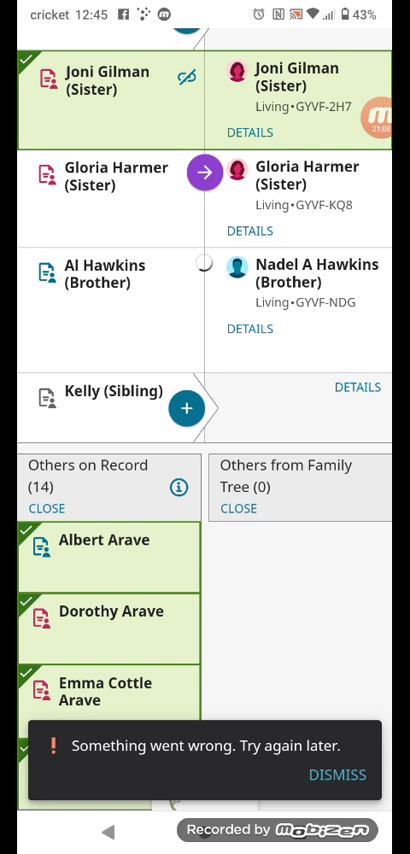 cricket 12:45
43%
Joni Gilman
(Sister)
Joni Gilman
(Sister)
Living•GYVF-2H7
DETAILS
21:08
Gloria Harmer
(Sister)
Gloria Harmer
(Sister)
Living•GYVF-KQ8
DETAILS
Al Hawkins
(Brother)
Nadel A Hawkins
(Brother)
Living•GYVF-NDG
DETAILS
Kelly (Sibling)
DETAILS
Others on Record
(14)
CLOSE
Others from Family
Tree (0)
CLOSE
Albert Arave
Dorothy Arave
Emma Cottle
Arave
Something went wrong. Try again later.
DISMISS
Recorded by mobizen